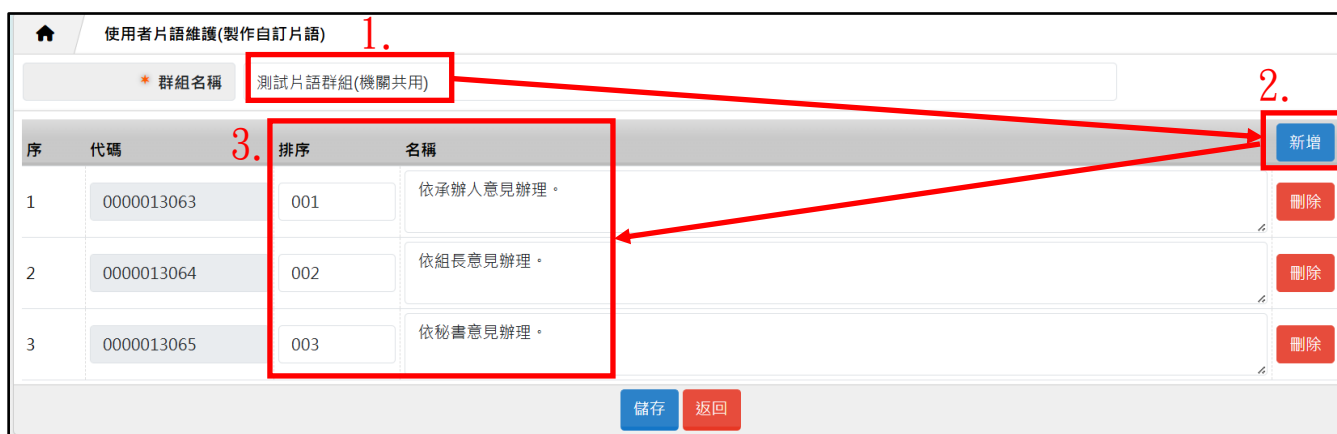 使用者片語維護(製作自訂片語)
1.
* 群組名稱 測試片語群組(機關共用)
2.
3.
序 代碼 排序 名稱 新增
1 0000013063 001 依承辦人意見辦理。 刪除
2 0000013064 002 依組長意見辦理。 刪除
3 0000013065 003 依秘書意見辦理。 刪除
儲存 返回